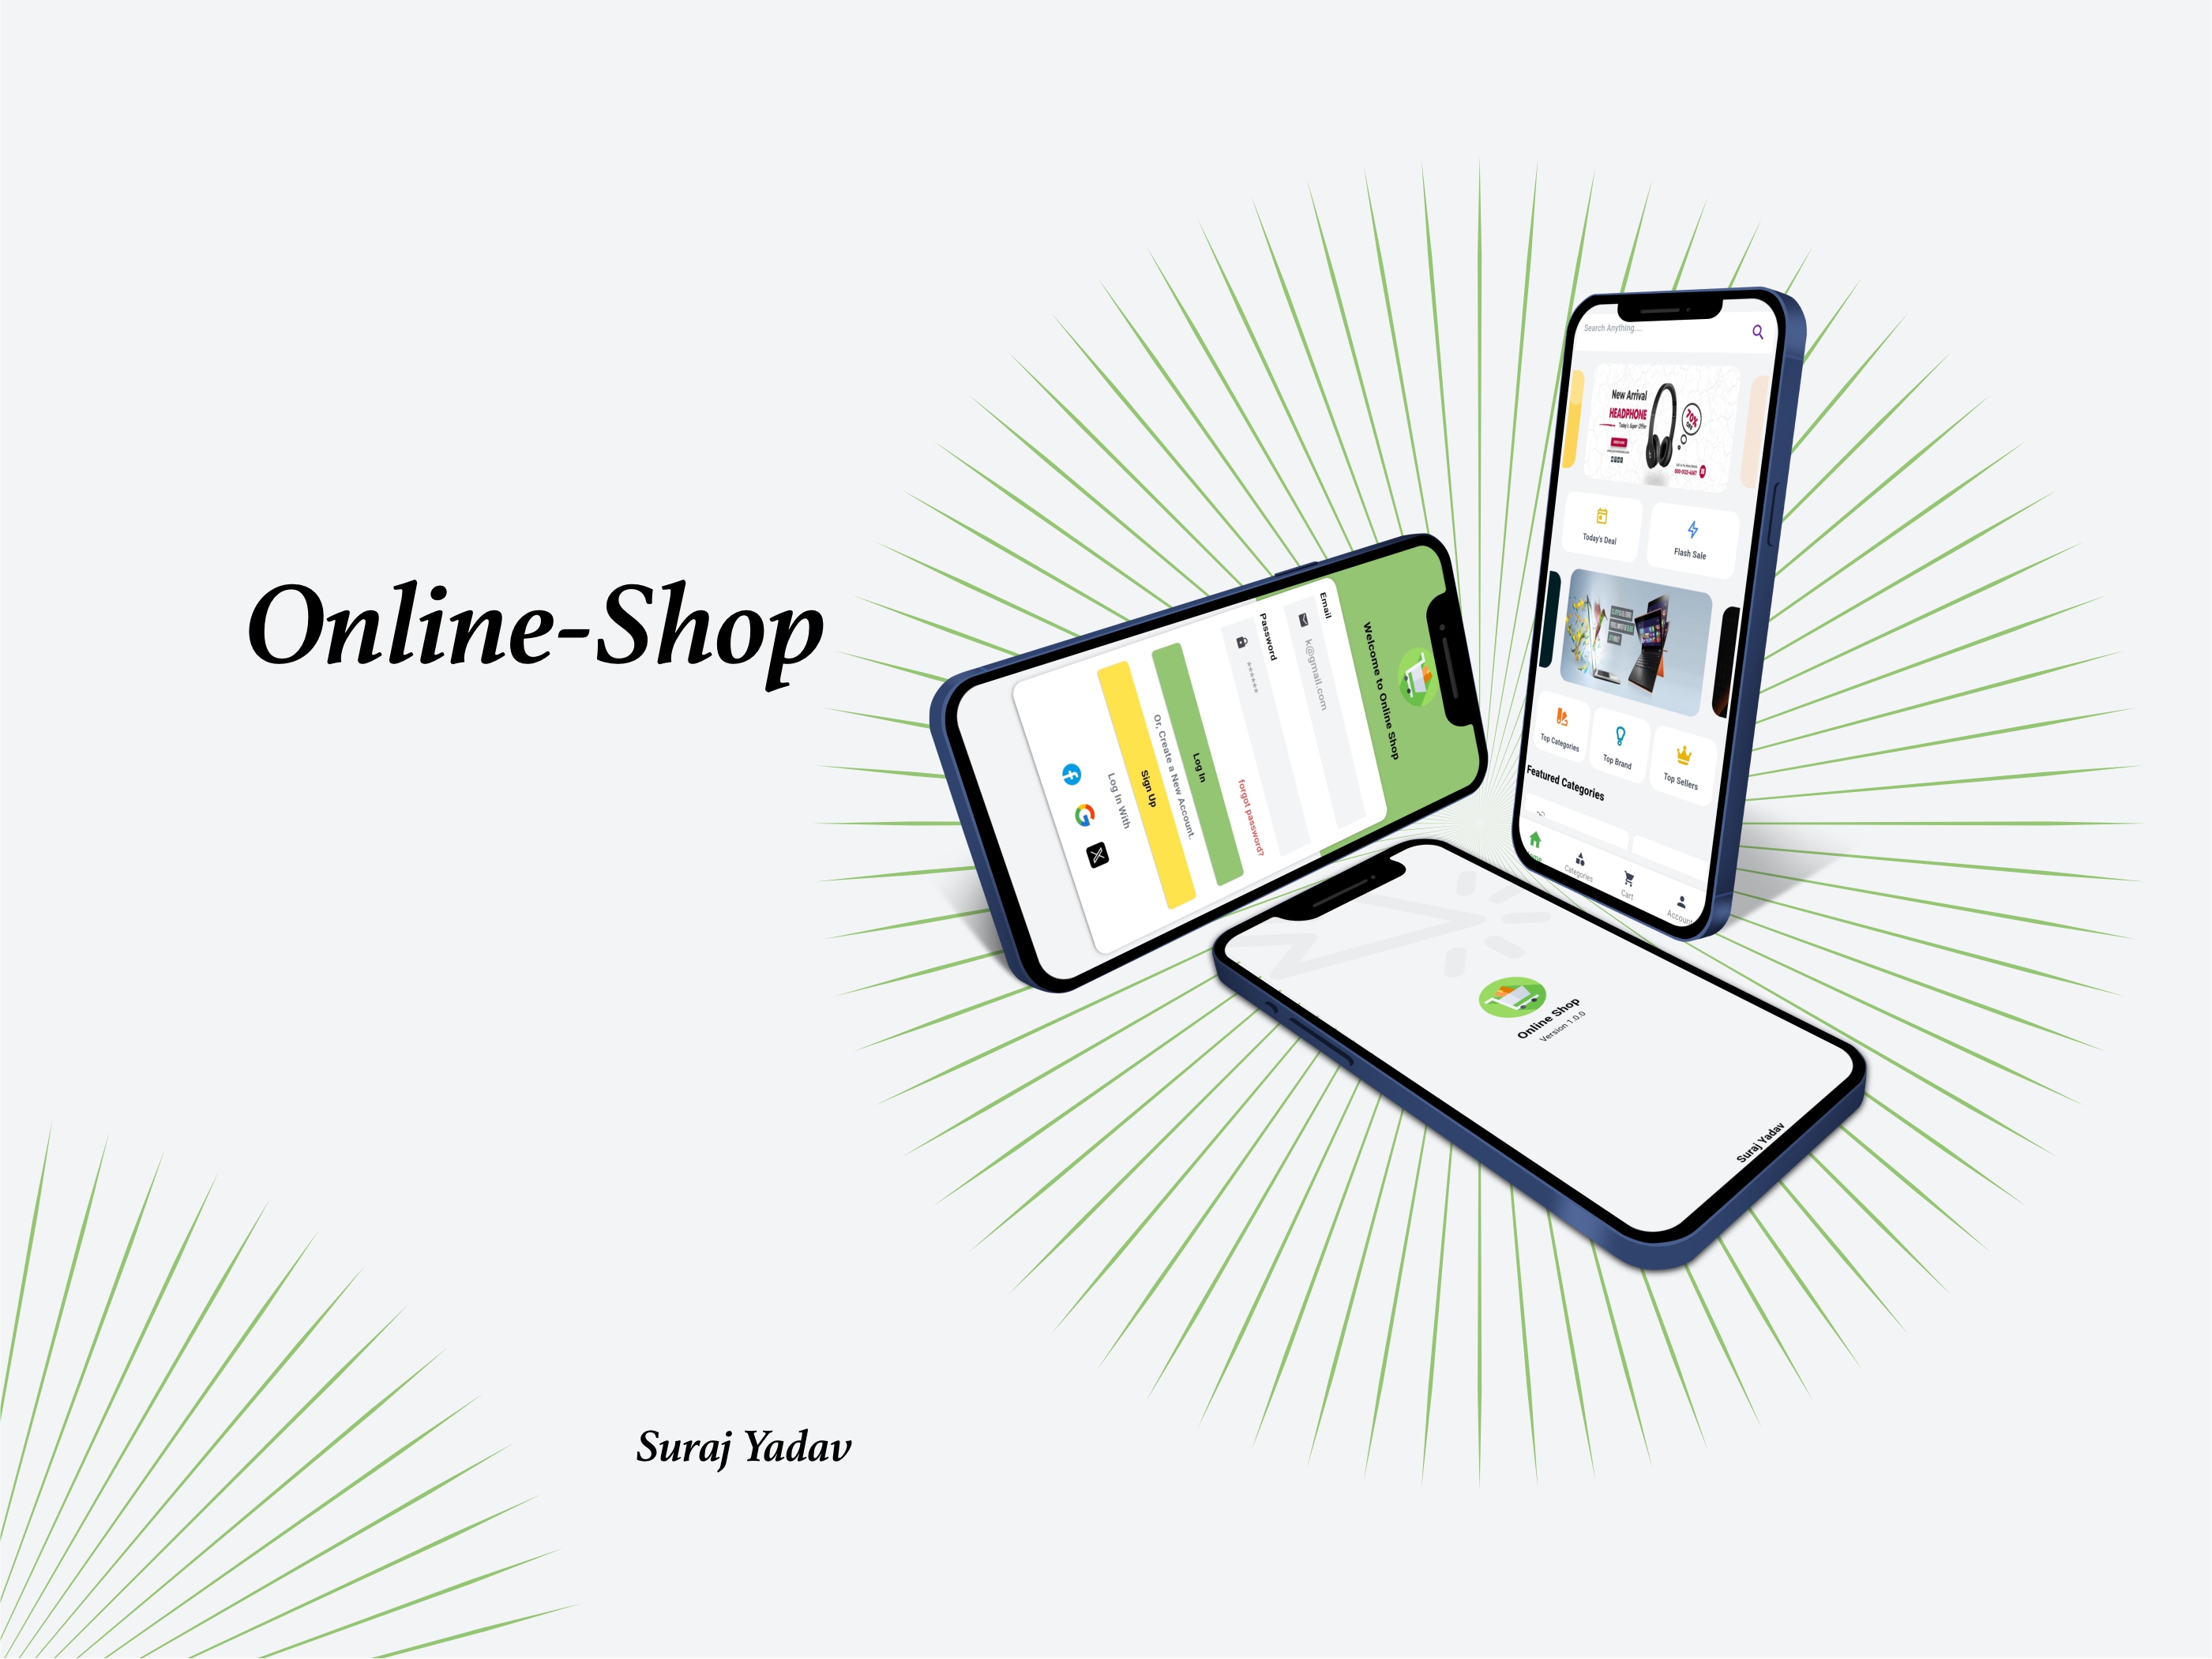 Online-Shop
Suraj Yadav
Welcome to Online Shop
Email
k@gmail.com
Password
******
forgot password?
Log In
Or, Create a New Account.
Sign Up
Log In With
Search Anything....
New Arrival
HEADPHONE
Today's Super Offer
70%
OFF
Today's Deal
Flash Sale
Top Categories
Top Brand
Top Sellers
Featured Categories
Categories
Cart
Account
Online Shop
Version 1.0.0
Suraj Yadav